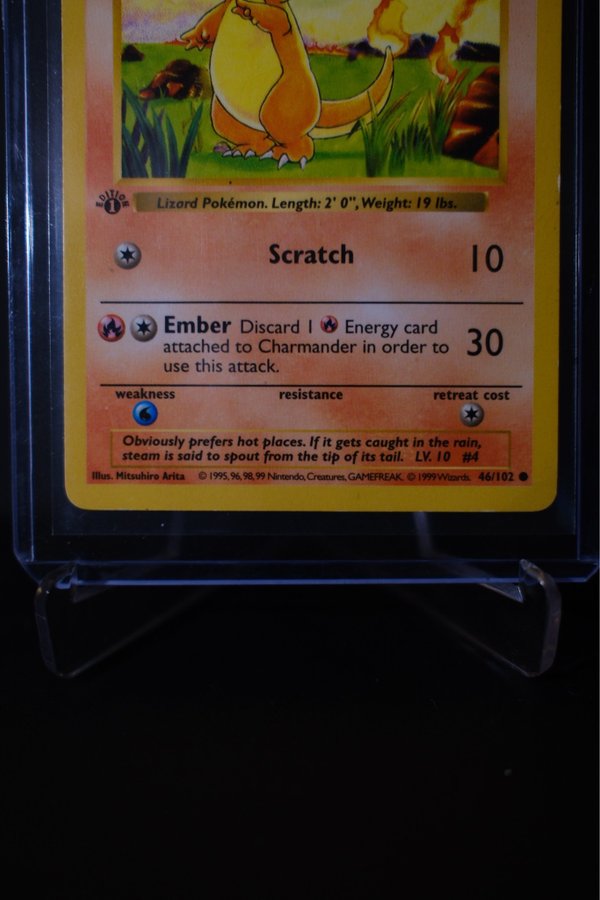 EDITION
1
Lizard Pokémon. Length: 2' 0", Weight: 19 lbs.
Scratch 10
Ember Discard 1 Energy card
attached to Charmander in order to
use this attack.
30
weakness resistance retreat cost
Obviously prefers hot places. If it gets caught in the rain,
steam is said to spout from the tip of its tail. LV. 10 #4
Illus. Mitsuhiro Arita © 1995, 96, 98, 99 Nintendo, Creatures, GAMEFREAK. © 1999 Wizards. 46/102